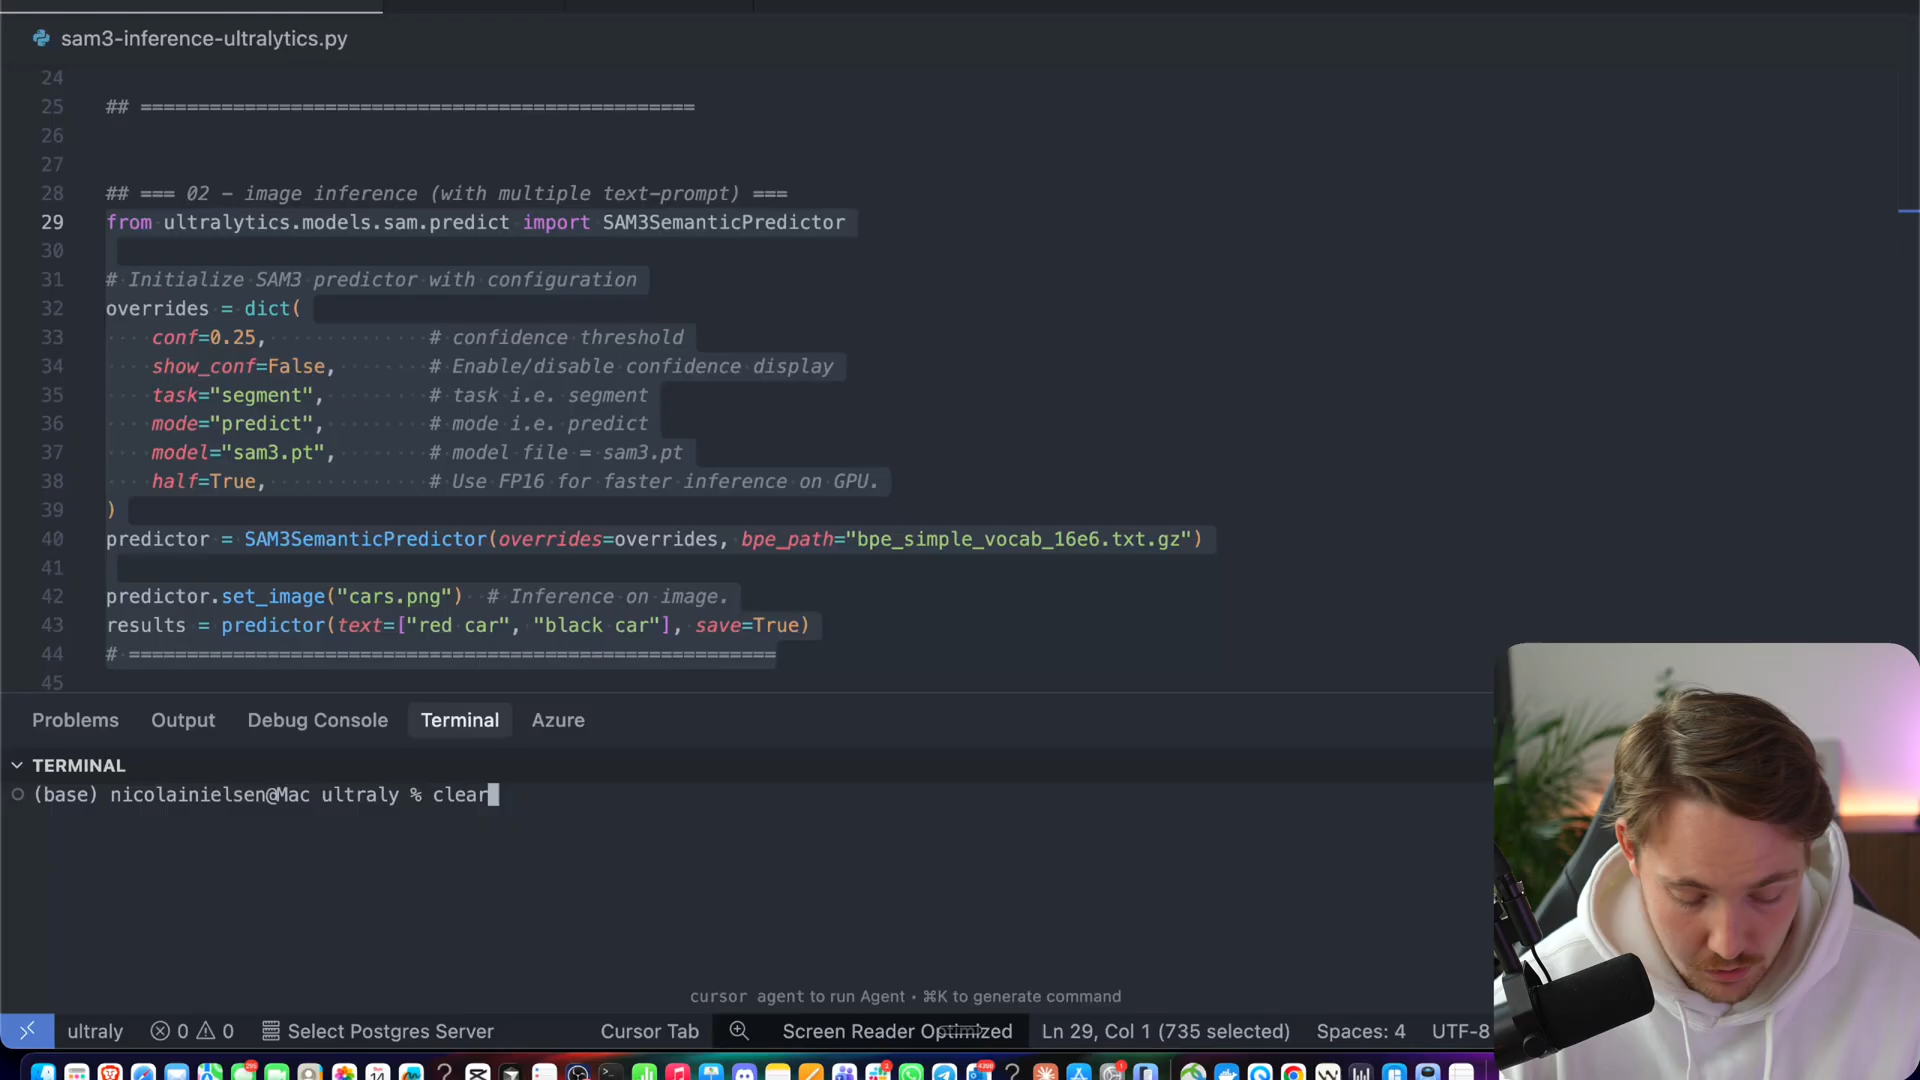 sam3-inference-ultralytics.py
24
25 ## ================================================
26
27
28 ## === 02 - image inference (with multiple text-prompt) ===
29 from ultralytics.models.sam.predict import SAM3SemanticPredictor
30
31 # Initialize SAM3 predictor with configuration
32 overrides = dict(
33 conf=0.25, # confidence threshold
34 show_conf=False, # Enable/disable confidence display
35 task="segment", # task i.e. segment
36 mode="predict", # mode i.e. predict
37 model="sam3.pt", # model file = sam3.pt
38 half=True, # Use FP16 for faster inference on GPU.
39 )
40 predictor = SAM3SemanticPredictor(overrides=overrides, bpe_path="bpe_simple_vocab_16e6.txt.gz")
41
42 predictor.set_image("cars.png") # Inference on image.
43 results = predictor(text=["red car", "black car"], save=True)
44 # ========================================================
45
Problems Output Debug Console Terminal Azure
TERMINAL
(base) nicolainielsen@Mac ultraly % clear
cursor agent to run Agent • ⌘K to generate command
ultraly 0 0 Select Postgres Server Cursor Tab Screen Reader Optimized Ln 29, Col 1 (735 selected) Spaces: 4 UTF-8